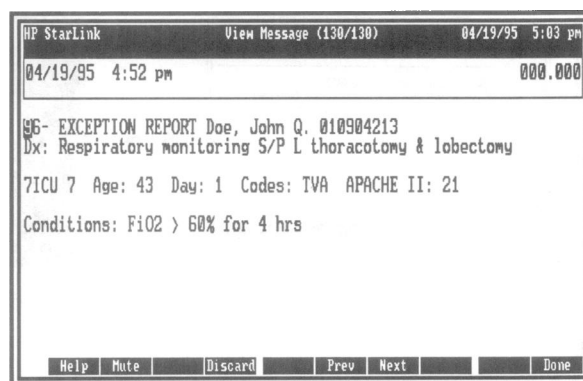 HP StarLink View Message (130/130) 04/19/95 5:03 pm
04/19/95 4:52 pm 000.000
96- EXCEPTION REPORT Doe, John Q. 010904213
Dx: Respiratory monitoring S/P L thoracotomy & lobectomy
7ICU 7 Age: 43 Day: 1 Codes: TVA APACHE II: 21
Conditions: FiO2 > 60% for 4 hrs
Help Mute Discard Prev Next Done